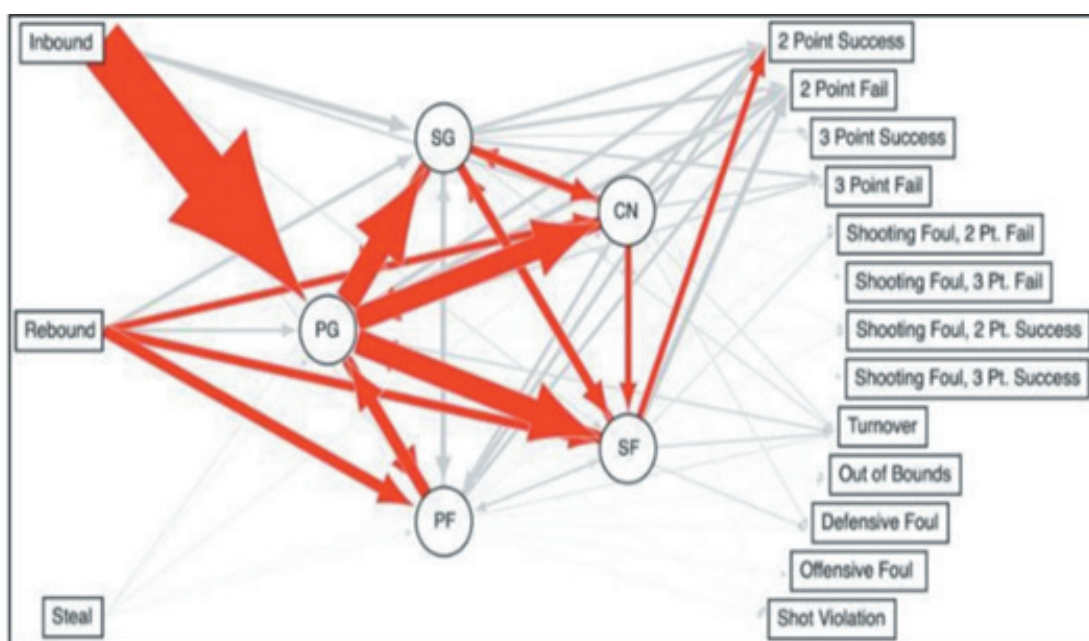 Inbound
2 Point Success
2 Point Fail
SG
3 Point Success
3 Point Fail
CN
Shooting Foul, 2 Pt. Fail
Shooting Foul, 3 Pt. Fail
Rebound
PG
Shooting Foul, 2 Pt. Success
Shooting Foul, 3 Pt. Success
Turnover
SF
Out of Bounds
PF
Defensive Foul
Offensive Foul
Steal
Shot Violation